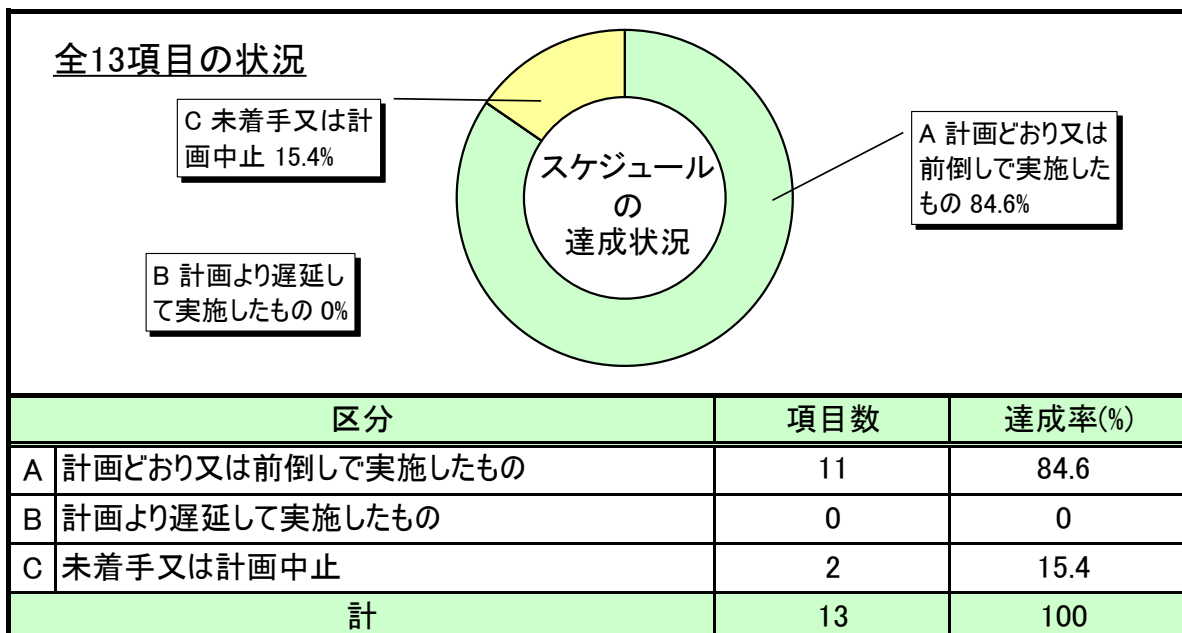 全13項目の状況
C 未着手又は計
画中止 15.4%
スケジュール
の
達成状況
A 計画どおり又は
前倒しで実施した
もの 84.6%
B 計画より遅延し
て実施したもの 0%
区分 項目数 達成率(%)
A 計画どおり又は前倒しで実施したもの 11 84.6
B 計画より遅延して実施したもの 0 0
C 未着手又は計画中止 2 15.4
計 13 100